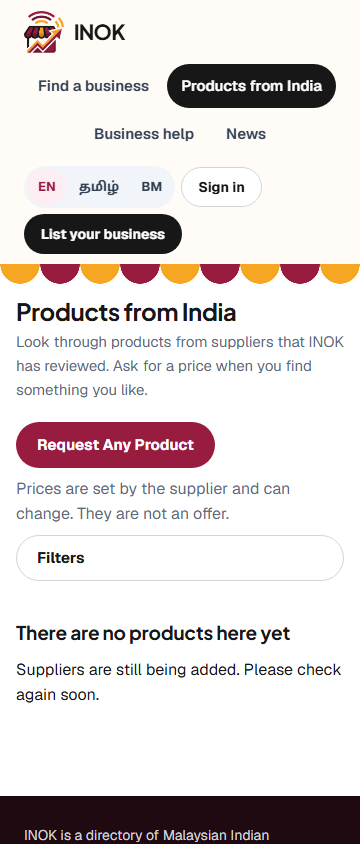 INOK
Find a business
Products from India
Business help
News
EN
தமிழ்
BM
Sign in
List your business
Products from India
Look through products from suppliers that INOK
has reviewed. Ask for a price when you find
something you like.
Request Any Product
Prices are set by the supplier and can
change. They are not an offer.
Filters
There are no products here yet
Suppliers are still being added. Please check
again soon.
INOK is a directory of Malaysian Indian